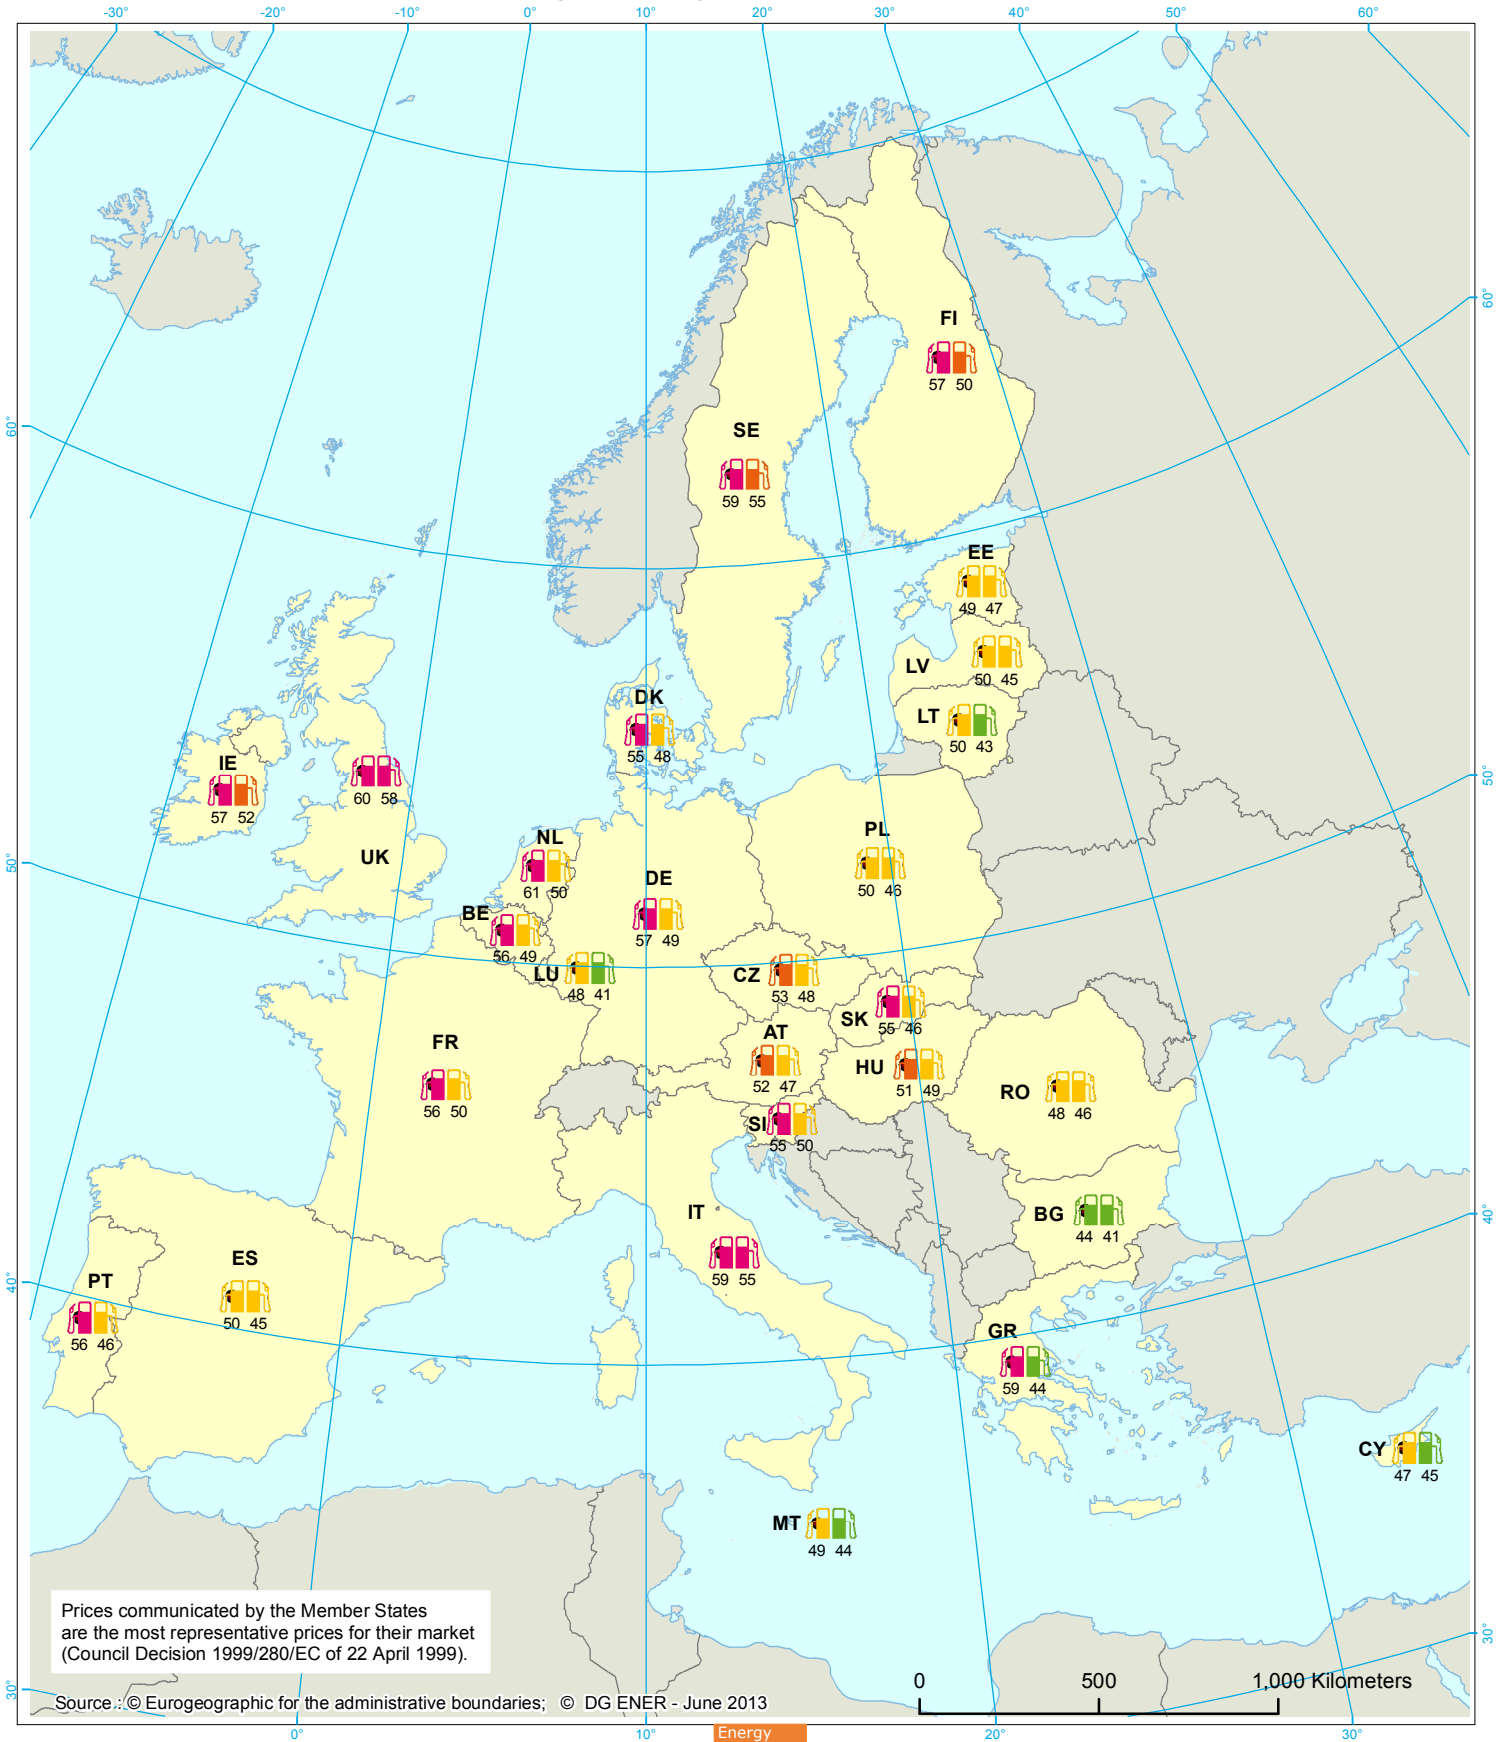 -30° -20° -10° 0° 10° 20° 30° 40° 50° 60°
60°
FI
57 50
60°
SE
59 55
EE
49 47
LV
50 45
LT
50 43
DK
55 48
IE
57 52
60 58
UK
50°
50°
NL
61 50
PL
50 46
DE
57 49
BE
56 49
LU
48 41
CZ
53 48
SK
55 46
AT
52 47
HU
51 49
RO
48 46
FR
56 50
SI
55 50
IT
59 55
BG
44 41
40°
40°
ES
50 45
PT
56 46
GR
59 44
CY
47 45
MT
49 44
Prices communicated by the Member States
are the most representative prices for their market
(Council Decision 1999/280/EC of 22 April 1999).
30°
30°
0 500 1,000 Kilometers
Source : © Eurogeographic for the administrative boundaries; © DG ENER - June 2013
0° 10° 20° 30°
Energy